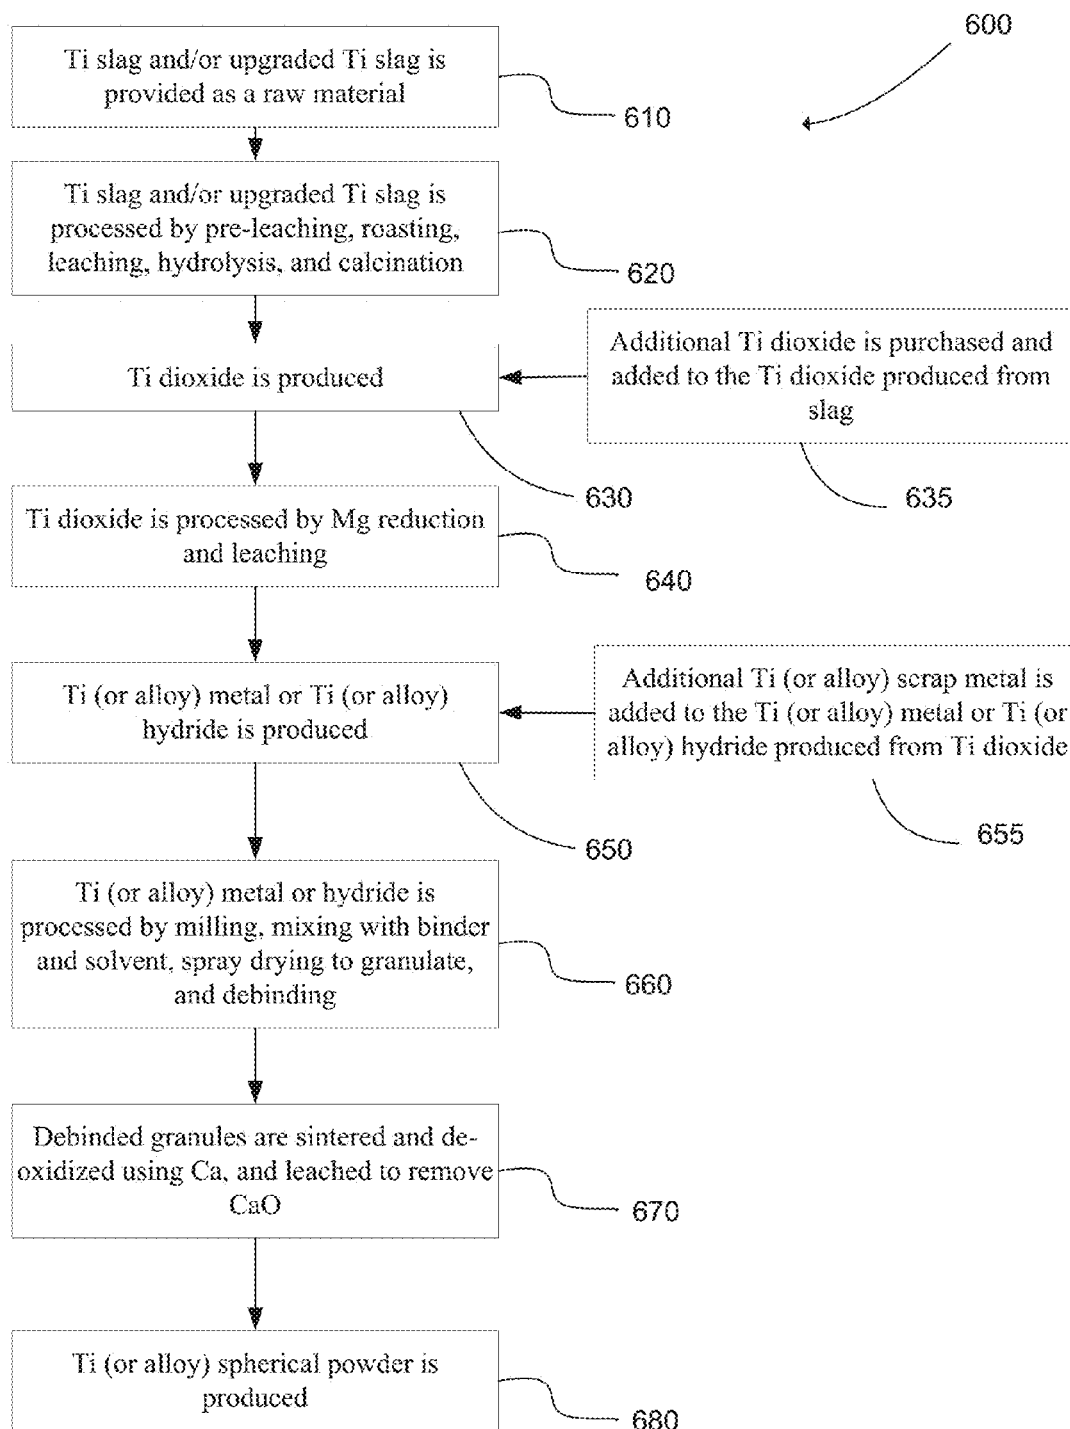 600
Ti slag and/or upgraded Ti slag is
provided as a raw material
610
Ti slag and/or upgraded Ti slag is
processed by pre-leaching, roasting,
leaching, hydrolysis, and calcination
620
Ti dioxide is produced
630
Additional Ti dioxide is purchased and
added to the Ti dioxide produced from
slag
635
Ti dioxide is processed by Mg reduction
and leaching
640
Ti (or alloy) metal or Ti (or alloy)
hydride is produced
650
Additional Ti (or alloy) scrap metal is
added to the Ti (or alloy) metal or Ti (or
alloy) hydride produced from Ti dioxide
655
Ti (or alloy) metal or hydride is
processed by milling, mixing with binder
and solvent, spray drying to granulate,
and debinding
660
Debinded granules are sintered and de-
oxidized using Ca, and leached to remove
CaO
670
Ti (or alloy) spherical powder is
produced
680